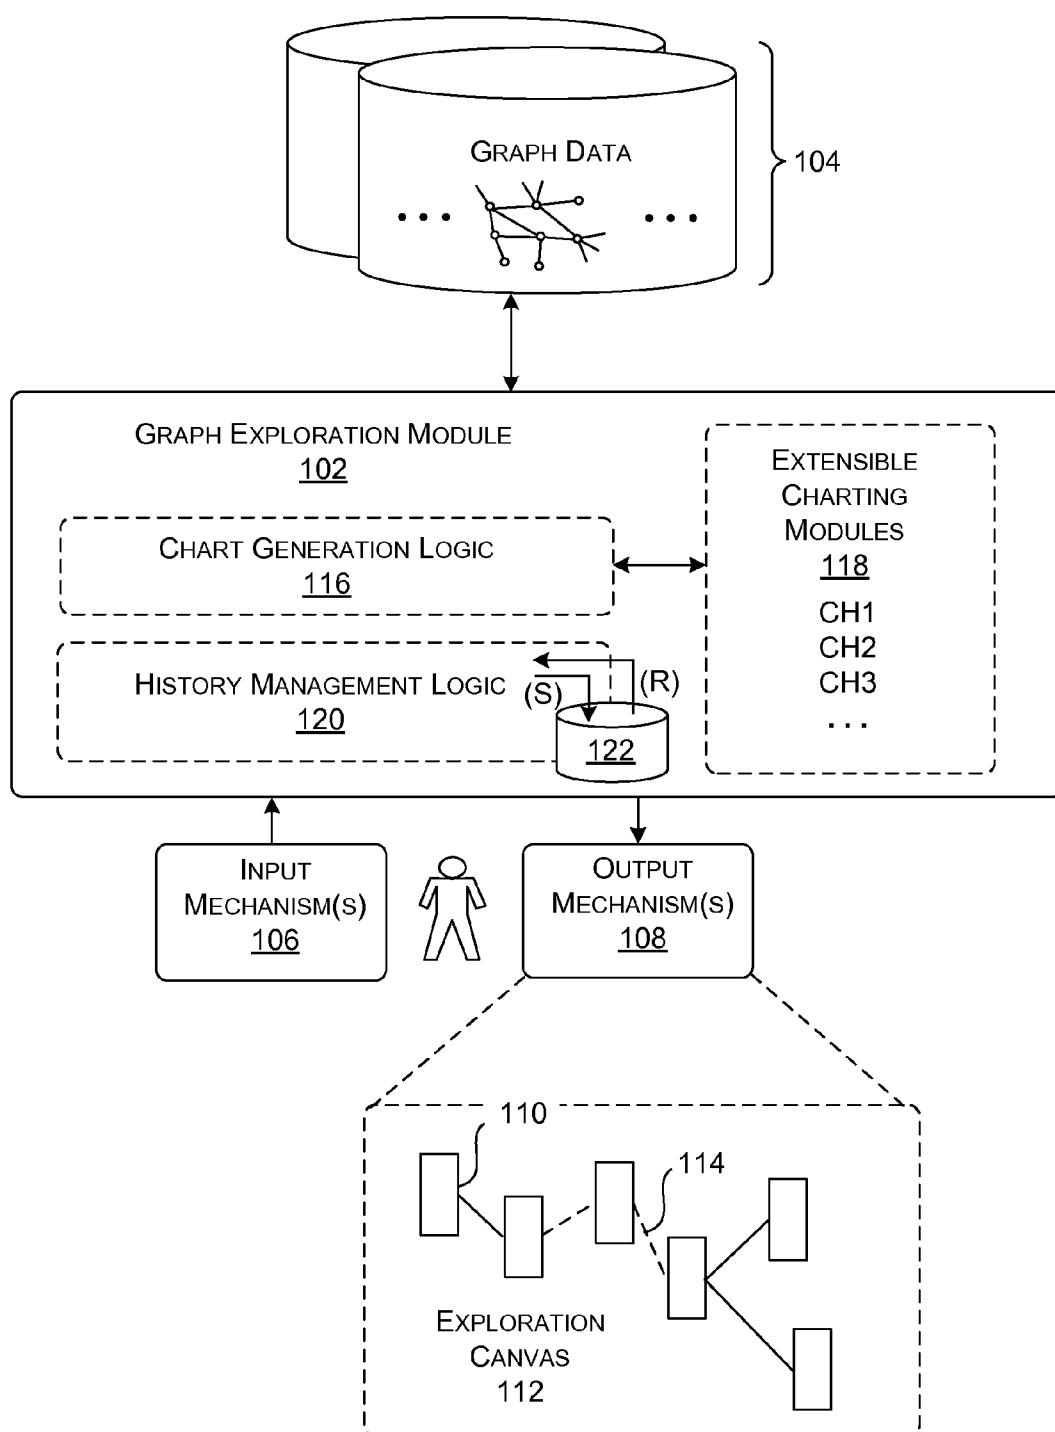 GRAPH DATA
• • •
• • •
104
GRAPH EXPLORATION MODULE
102
EXTENSIBLE
CHARTING
MODULES
118
CH1
CH2
CH3
. . .
CHART GENERATION LOGIC
116
HISTORY MANAGEMENT LOGIC
120
(S)
(R)
122
INPUT
MECHANISM(S)
106
OUTPUT
MECHANISM(S)
108
110
114
EXPLORATION
CANVAS
112